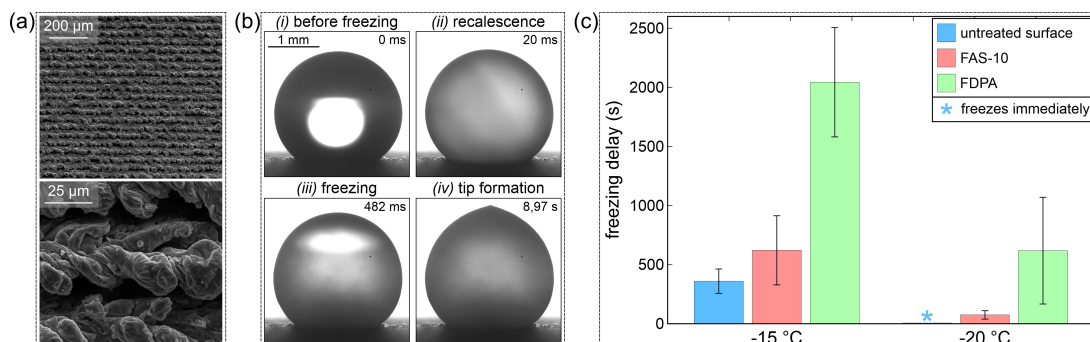 (a)
200 µm
25 µm
(b)
(i) before freezing
1 mm
0 ms
(ii) recalescence
20 ms
(iii) freezing
482 ms
(iv) tip formation
8,97 s
(c)
freezing delay (s)
2500
2000
1500
1000
500
0
untreated surface
FAS-10
FDPA
* freezes immediately
*
-15 °C
-20 °C